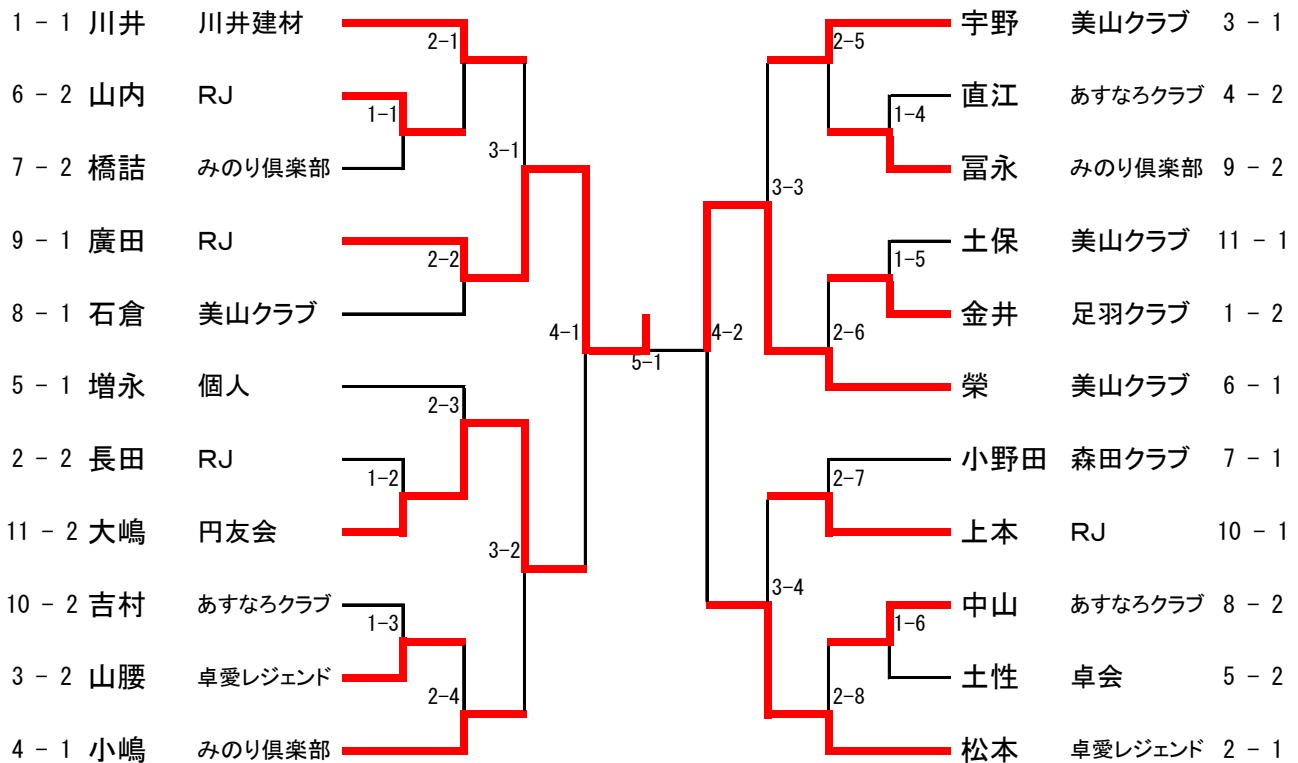 1 - 1 川井 川井建材
6 - 2 山内 RJ
7 - 2 橋詰 みのり倶楽部
9 - 1 廣田 RJ
8 - 1 石倉 美山クラブ
5 - 1 増永 個人
2 - 2 長田 RJ
11 - 2 大嶋 円友会
10 - 2 吉村 あすなろクラブ
3 - 2 山腰 卓愛レジェンド
4 - 1 小嶋 みのり倶楽部
2-1
1-1
3-1
2-2
4-1
2-3
1-2
3-2
1-3
2-4
5-1
2-5
1-4
3-3
1-5
4-2
2-6
2-7
3-4
1-6
2-8
宇野 美山クラブ 3 - 1
直江 あすなろクラブ 4 - 2
冨永 みのり倶楽部 9 - 2
土保 美山クラブ 11 - 1
金井 足羽クラブ 1 - 2
榮 美山クラブ 6 - 1
小野田 森田クラブ 7 - 1
上本 RJ 10 - 1
中山 あすなろクラブ 8 - 2
土性 卓会 5 - 2
松本 卓愛レジェンド 2 - 1